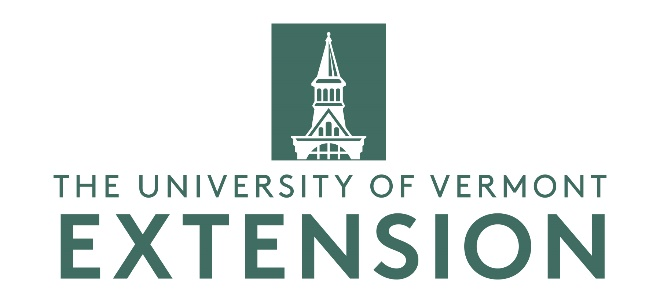 THE UNIVERSITY OF VERMONT
EXTENSION